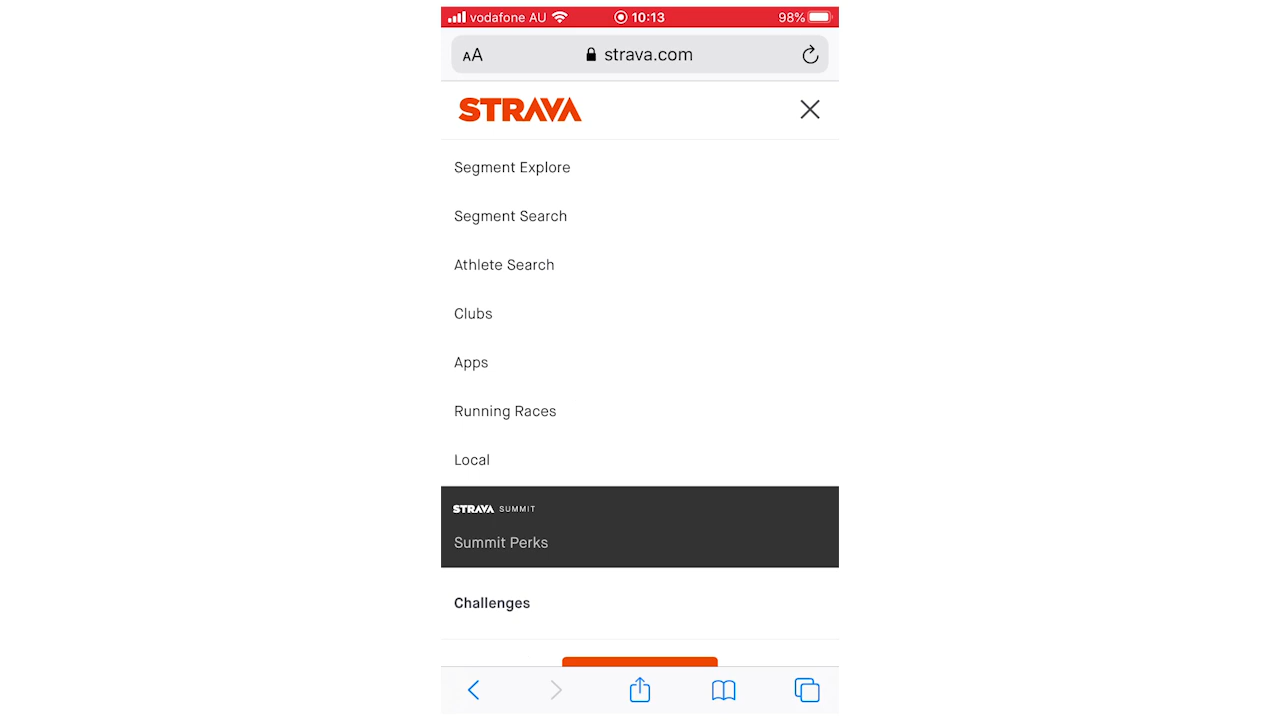 vodafone AU 10:13 98%
AA strava.com
STRAVA
Segment Explore
Segment Search
Athlete Search
Clubs
Apps
Running Races
Local
STRAVA SUMMIT
Summit Perks
Challenges